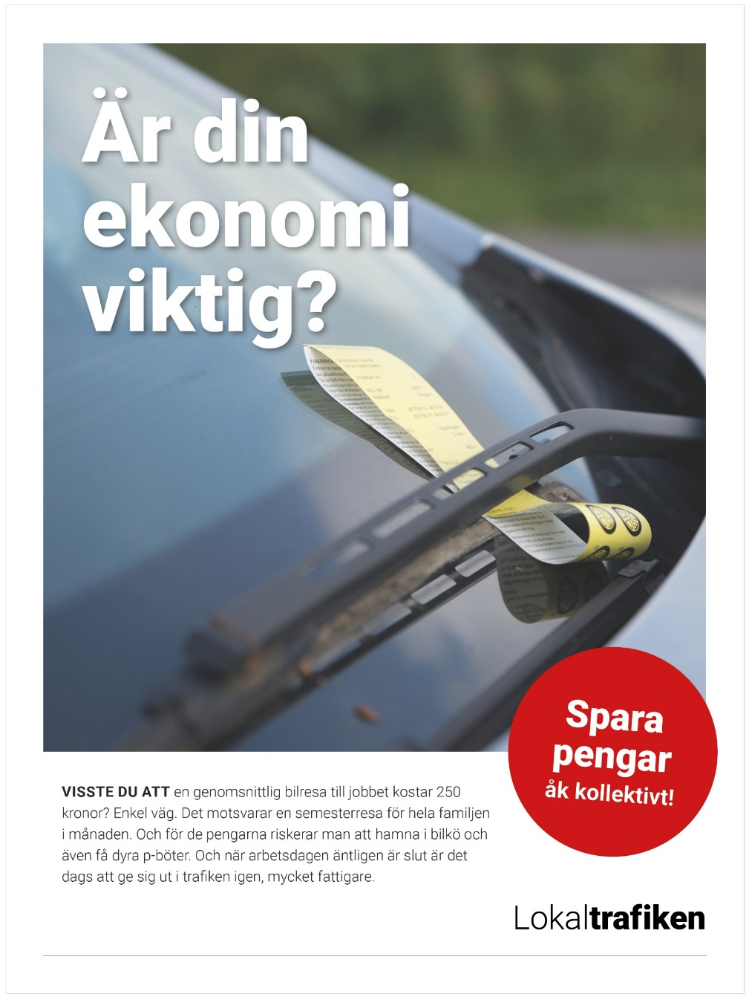 Är din
ekonomi
viktig?
Spara
pengar
åk kollektivt!
VISSTE DU ATT en genomsnittlig bilresa till jobbet kostar 250
kronor? Enkel väg. Det motsvarar en semesterresa för hela familjen
i månaden. Och för de pengarna riskerar man att hamna i bilkö och
även få dyra p-böter. Och när arbetsdagen äntligen är slut är det
dags att ge sig ut i trafiken igen, mycket fattigare.
Lokaltrafiken